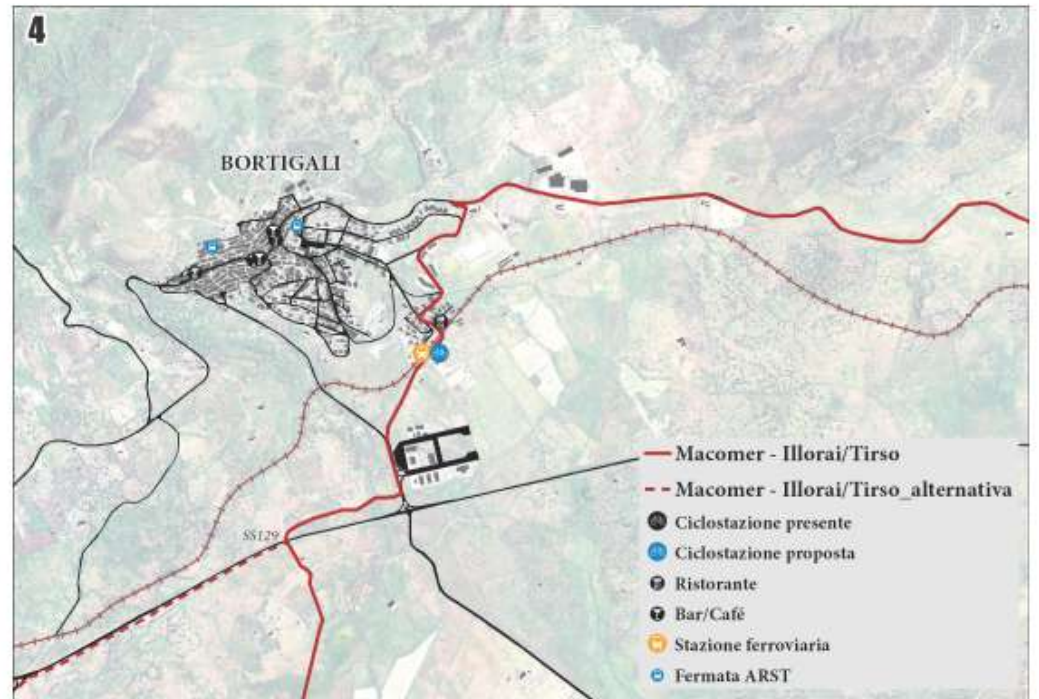 4
BORTIGALI
SS129
Macomer - Illorai/Tirso
Macomer - Illorai/Tirso_alternativa
Ciclostazione presente
Ciclostazione proposta
Ristorante
Bar/Café
Stazione ferroviaria
Fermata ARST